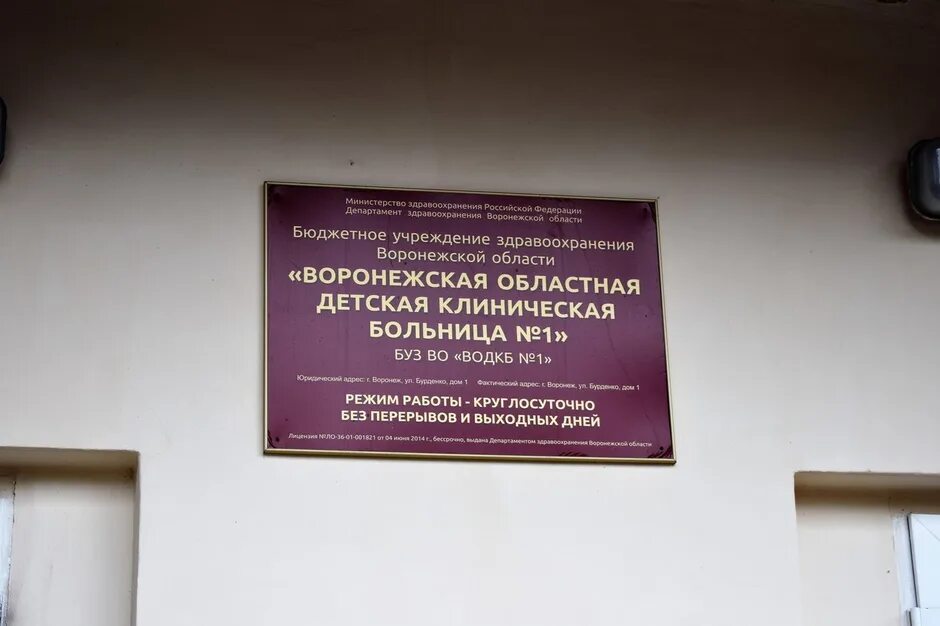 Министерство здравоохранения Российской Федерации
Департамент здравоохранения Воронежской области
Бюджетное учреждение здравоохранения
Воронежской области
«ВОРОНЕЖСКАЯ ОБЛАСТНАЯ
ДЕТСКАЯ КЛИНИЧЕСКАЯ
БОЛЬНИЦА №1»
БУЗ ВО «ВОДКБ №1»
Юридический адрес: г. Воронеж, ул. Бурденко, дом 1 Фактический адрес: г. Воронеж, ул. Бурденко, дом 1
РЕЖИМ РАБОТЫ - КРУГЛОСУТОЧНО
БЕЗ ПЕРЕРЫВОВ И ВЫХОДНЫХ ДНЕЙ
Лицензия №ЛО-36-01-001821 от 04 июня 2014 г., бессрочно, выдана Департаментом здравоохранения Воронежской области